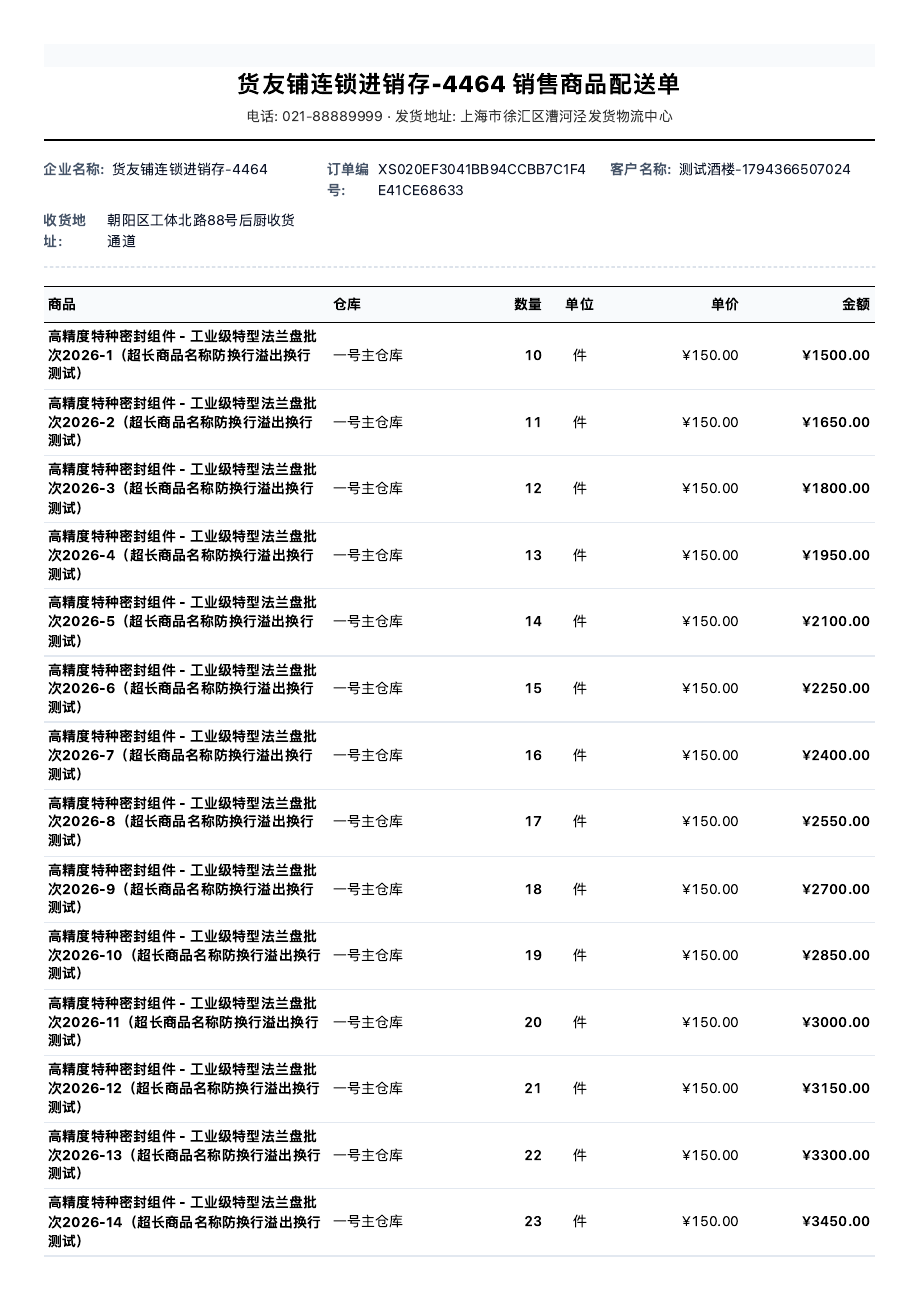 货友铺连锁进销存-4464 销售商品配送单
电话: 021-88889999 · 发货地址: 上海市徐汇区漕河泾发货物流中心
企业名称: 货友铺连锁进销存-4464 订单编 XS020EF3041BB94CCBB7C1F4 客户名称: 测试酒楼-1794366507024
号: E41CE68633
收货地 朝阳区工体北路88号后厨收货
址: 通道
商品 仓库 数量 单位 单价 金额
高精度特种密封组件 - 工业级特型法兰盘批
次2026-1（超长商品名称防换行溢出换行 一号主仓库 10 件 ¥150.00 ¥1500.00
测试）
高精度特种密封组件 - 工业级特型法兰盘批
次2026-2（超长商品名称防换行溢出换行 一号主仓库 11 件 ¥150.00 ¥1650.00
测试）
高精度特种密封组件 - 工业级特型法兰盘批
次2026-3（超长商品名称防换行溢出换行 一号主仓库 12 件 ¥150.00 ¥1800.00
测试）
高精度特种密封组件 - 工业级特型法兰盘批
次2026-4（超长商品名称防换行溢出换行 一号主仓库 13 件 ¥150.00 ¥1950.00
测试）
高精度特种密封组件 - 工业级特型法兰盘批
次2026-5（超长商品名称防换行溢出换行 一号主仓库 14 件 ¥150.00 ¥2100.00
测试）
高精度特种密封组件 - 工业级特型法兰盘批
次2026-6（超长商品名称防换行溢出换行 一号主仓库 15 件 ¥150.00 ¥2250.00
测试）
高精度特种密封组件 - 工业级特型法兰盘批
次2026-7（超长商品名称防换行溢出换行 一号主仓库 16 件 ¥150.00 ¥2400.00
测试）
高精度特种密封组件 - 工业级特型法兰盘批
次2026-8（超长商品名称防换行溢出换行 一号主仓库 17 件 ¥150.00 ¥2550.00
测试）
高精度特种密封组件 - 工业级特型法兰盘批
次2026-9（超长商品名称防换行溢出换行 一号主仓库 18 件 ¥150.00 ¥2700.00
测试）
高精度特种密封组件 - 工业级特型法兰盘批
次2026-10（超长商品名称防换行溢出换行 一号主仓库 19 件 ¥150.00 ¥2850.00
测试）
高精度特种密封组件 - 工业级特型法兰盘批
次2026-11（超长商品名称防换行溢出换行 一号主仓库 20 件 ¥150.00 ¥3000.00
测试）
高精度特种密封组件 - 工业级特型法兰盘批
次2026-12（超长商品名称防换行溢出换行 一号主仓库 21 件 ¥150.00 ¥3150.00
测试）
高精度特种密封组件 - 工业级特型法兰盘批
次2026-13（超长商品名称防换行溢出换行 一号主仓库 22 件 ¥150.00 ¥3300.00
测试）
高精度特种密封组件 - 工业级特型法兰盘批
次2026-14（超长商品名称防换行溢出换行 一号主仓库 23 件 ¥150.00 ¥3450.00
测试）